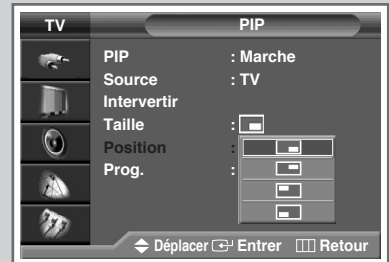 TV PIP
PIP : Marche
Source : TV
Intervertir
Taille :
Position :
Prog. :
Déplacer Entrer Retour